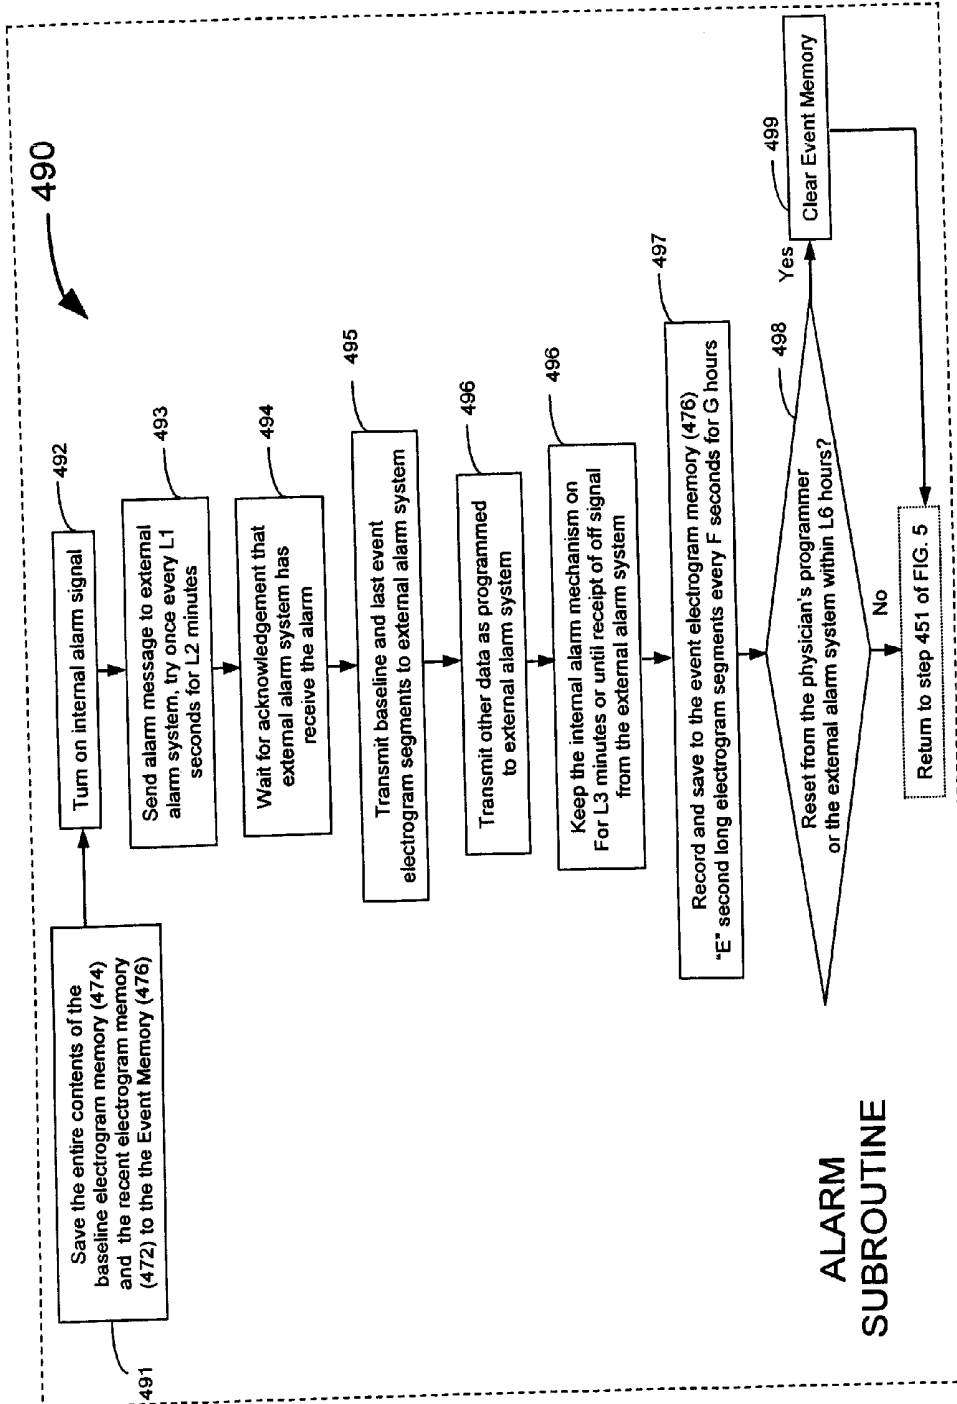 490
491
Save the entire contents of the
baseline electrogram memory (474)
and the recent electrogram memory
(472) to the the Event Memory (476)
492
Turn on internal alarm signal
493
Send alarm message to external
alarm system, try once every L1
seconds for L2 minutes
494
Wait for acknowledgement that
external alarm system has
receive the alarm
495
Transmit baseline and last event
electrogram segments to external alarm system
496
Transmit other data as programmed
to external alarm system
496
Keep the internal alarm mechanism on
For L3 minutes or until receipt of off signal
from the external alarm system
497
Record and save to the event electrogram memory (476)
"E" second long electrogram segments every F seconds for G hours
498
Reset from the physician's programmer
or the external alarm system within L6 hours?
Yes
499
Clear Event Memory
No
Return to step 451 of FIG. 5
ALARM
SUBROUTINE